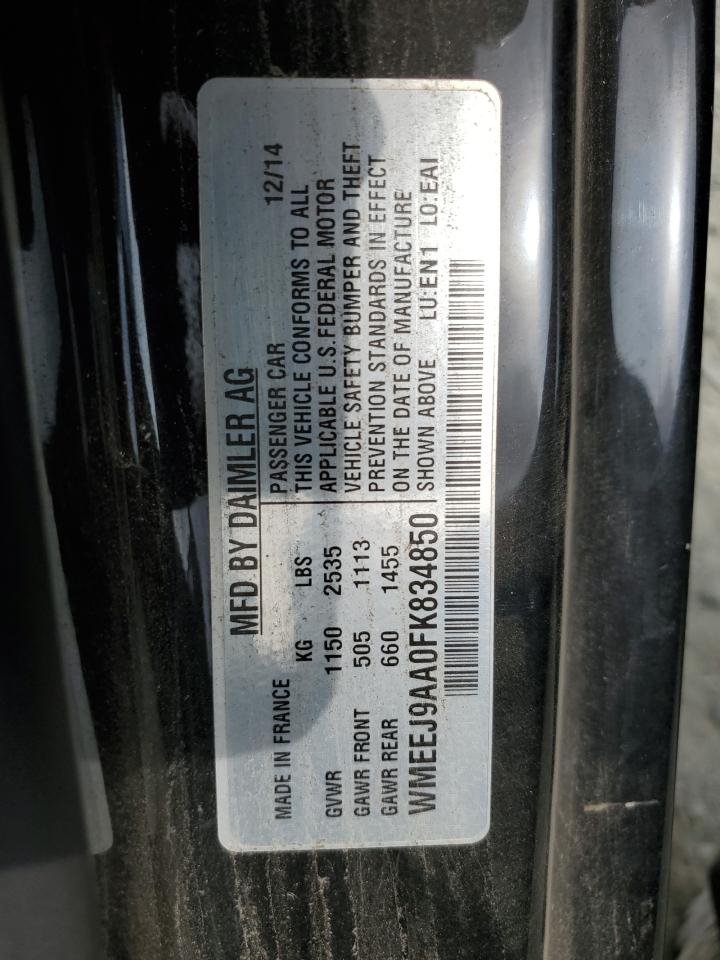 MFD BY DAIMLER AG
MADE IN FRANCE KG LBS
GVWR 1150 2535
GAWR FRONT 505 1113
GAWR REAR 660 1455
PASSENGER CAR 12/14
THIS VEHICLE CONFORMS TO ALL
APPLICABLE U.S.FEDERAL MOTOR
VEHICLE SAFETY BUMPER AND THEFT
PREVENTION STANDARDS IN EFFECT
ON THE DATE OF MANUFACTURE
SHOWN ABOVE LU:EN1 LO:EAI
WMEEJ9AA0FK834850